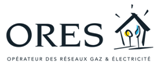 ORES
OPÉRATEUR DES RÉSEAUX GAZ & ÉLECTRICITÉ